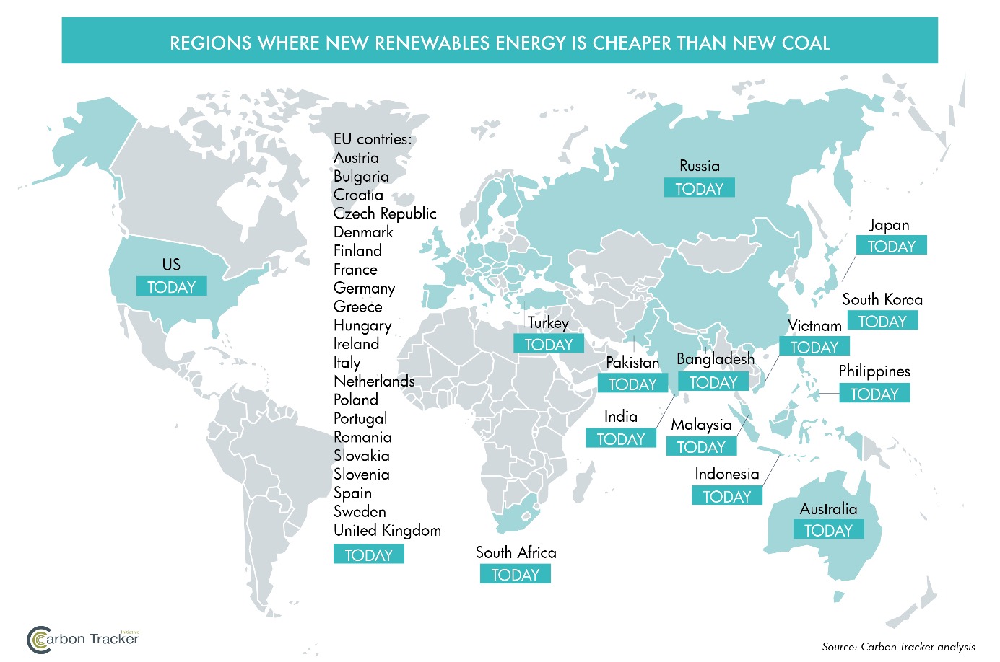 REGIONS WHERE NEW RENEWABLES ENERGY IS CHEAPER THAN NEW COAL
EU contries:
Austria
Bulgaria
Croatia
Czech Republic
Denmark
Finland
France
Germany
Greece
Hungary
Ireland
Italy
Netherlands
Poland
Portugal
Romania
Slovakia
Slovenia
Spain
Sweden
United Kingdom
TODAY
US
TODAY
Russia
TODAY
Japan
TODAY
South Korea
TODAY
Turkey
TODAY
Vietnam
TODAY
Pakistan
TODAY
Bangladesh
TODAY
Philippines
TODAY
India
TODAY
Malaysia
TODAY
Indonesia
TODAY
Australia
TODAY
South Africa
TODAY
Carbon Tracker
Initiative
Source: Carbon Tracker analysis